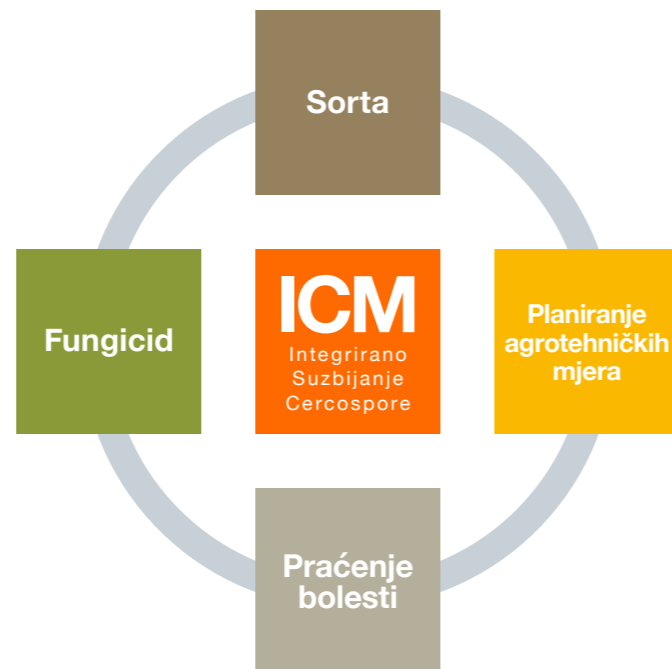 Sorta
Fungicid
ICM
Integrirano
Suzbijanje
Cercospore
Planiranje
agrotehničkih
mjera
Praćenje
bolesti